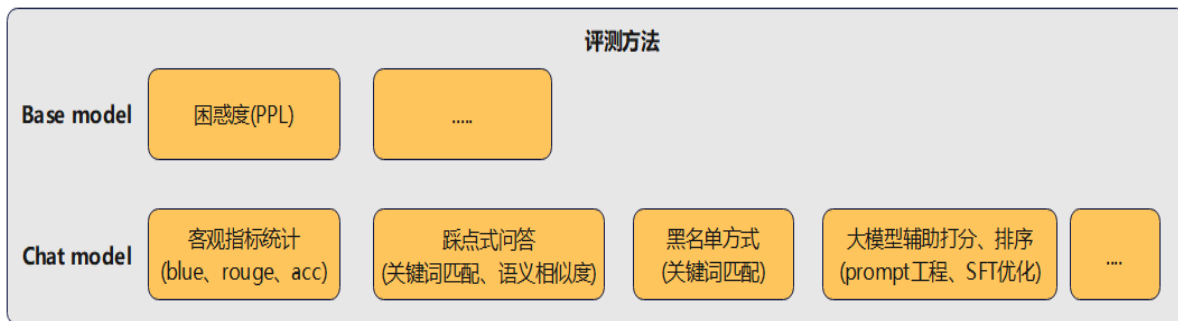 评测方法
Base model
困惑度(PPL)
.....
Chat model
客观指标统计
(blue、rouge、acc)
踩点式问答
(关键词匹配、语义相似度)
黑名单方式
(关键词匹配)
大模型辅助打分、排序
(prompt工程、SFT优化)
....